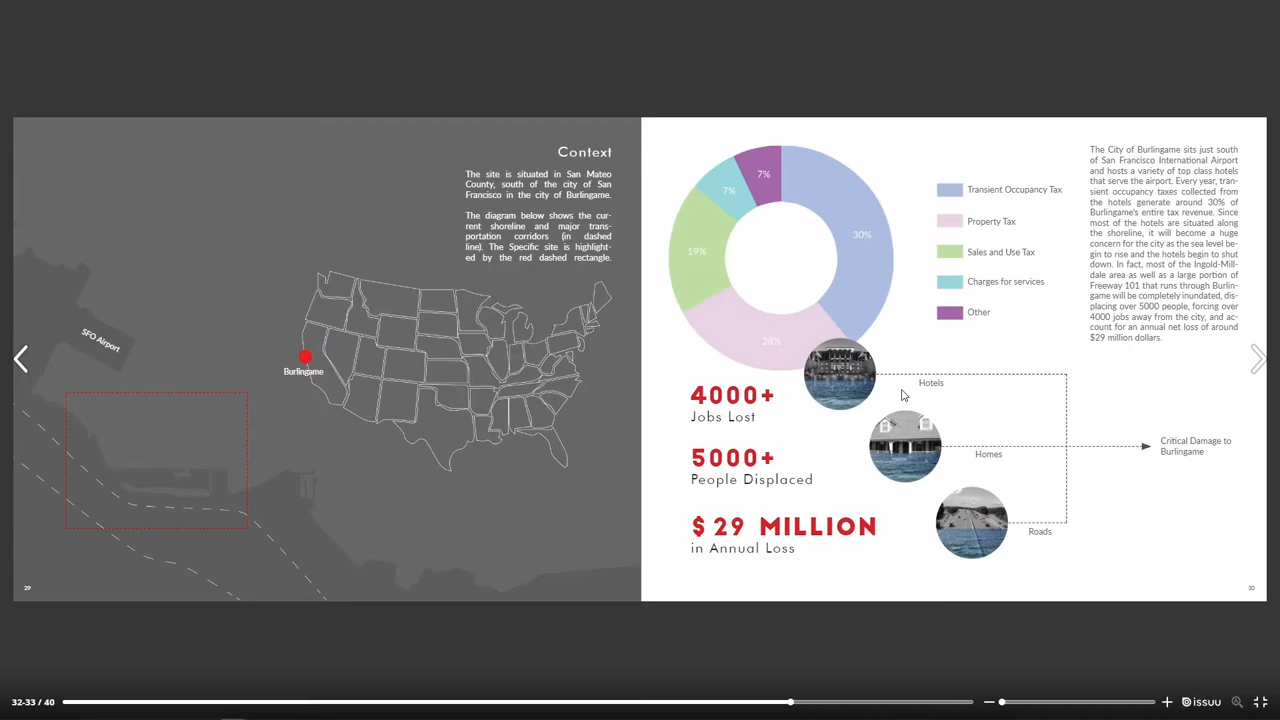 Context
The site is situated in San Mateo
County, south of the city of San
Francisco in the city of Burlingame.
The diagram below shows the cur-
rent shoreline and major trans-
portation corridors (in dashed
line). The Specific site is highlight-
ed by the red dashed rectangle.
SFO Airport
Burlingame
29
7%
7%
30%
19%
28%
Transient Occupancy Tax
Property Tax
Sales and Use Tax
Charges for services
Other
The City of Burlingame sits just south
of San Francisco International Airport
and hosts a variety of top class hotels
that serve the airport. Every year, tran-
sient occupancy taxes collected from
the hotels generate around 30% of
Burlingame's entire tax revenue. Since
most of the hotels are situated along
the shoreline, it will become a huge
concern for the city as the sea level be-
gin to rise and the hotels begin to shut
down. In fact, most of the Ingold-Mill-
dale area as well as a large portion of
Freeway 101 that runs through Burlin-
game will be completely inundated, dis-
placing over 5000 people, forcing over
4000 jobs away from the city, and ac-
count for an annual net loss of around
$29 million dollars.
4000+
Jobs Lost
5000+
People Displaced
$ 29 MILLION
in Annual Loss
Hotels
Homes
Roads
Critical Damage to
Burlingame
30
32-33 / 40
issuu